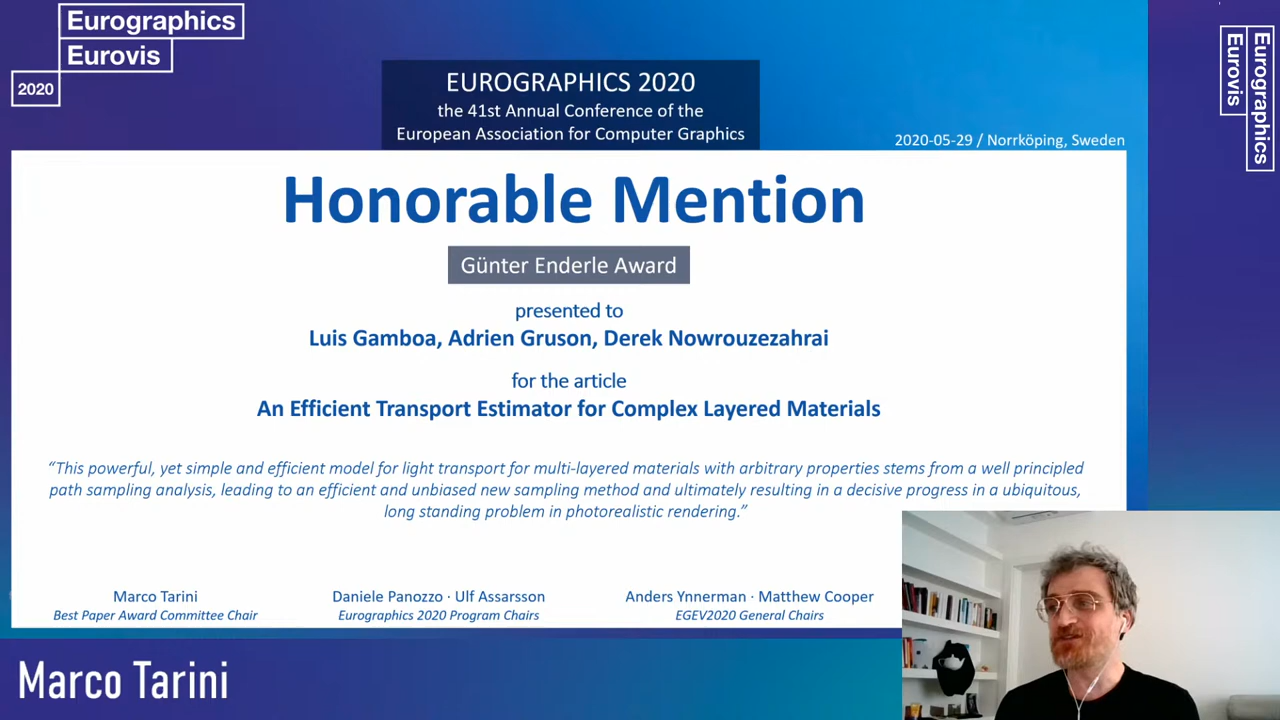 Eurographics
Eurovis
2020
EUROGRAPHICS 2020
the 41st Annual Conference of the
European Association for Computer Graphics
2020-05-29 / Norrköping, Sweden
Eurographics
Eurovis
Honorable Mention
Günter Enderle Award
presented to
Luis Gamboa, Adrien Gruson, Derek Nowrouzezahrai
for the article
An Efficient Transport Estimator for Complex Layered Materials
“This powerful, yet simple and efficient model for light transport for multi-layered materials with arbitrary properties stems from a well principled
path sampling analysis, leading to an efficient and unbiased new sampling method and ultimately resulting in a decisive progress in a ubiquitous,
long standing problem in photorealistic rendering.”
Marco Tarini
Best Paper Award Committee Chair
Daniele Panozzo · Ulf Assarsson
Eurographics 2020 Program Chairs
Anders Ynnerman · Matthew Cooper
EGEV2020 General Chairs
Marco Tarini